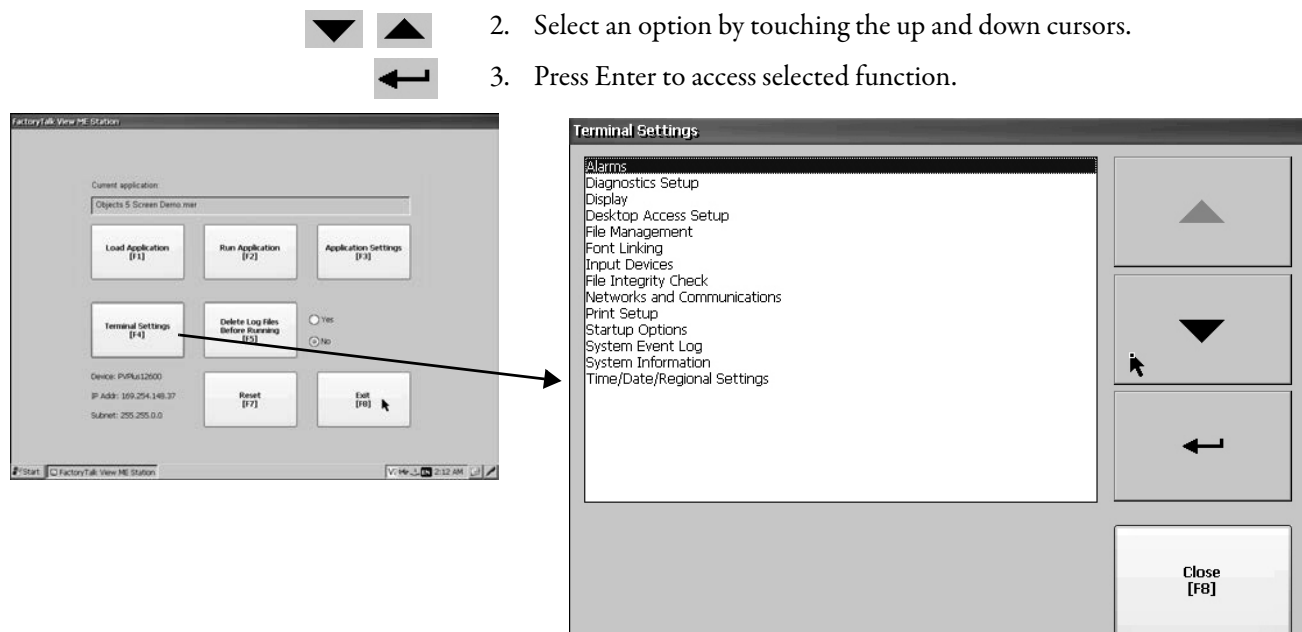 2. Select an option by touching the up and down cursors.
3. Press Enter to access selected function.
FactoryTalk View ME Station
Current application:
Objects 5 Screen Demo.mer
Load Application
[F1]
Run Application
[F2]
Application Settings
[F3]
Terminal Settings
[F4]
Delete Log Files
Before Running
[F5]
Yes
No
Device: PVPlus12600
IP Addr: 169.254.148.37
Subnet: 255.255.0.0
Reset
[F7]
Exit
[F8]
Start
FactoryTalk View ME Station
EN
2:12 AM
Terminal Settings
Alarms
Diagnostics Setup
Display
Desktop Access Setup
File Management
Font Linking
Input Devices
File Integrity Check
Networks and Communications
Print Setup
Startup Options
System Event Log
System Information
Time/Date/Regional Settings
Close
[F8]